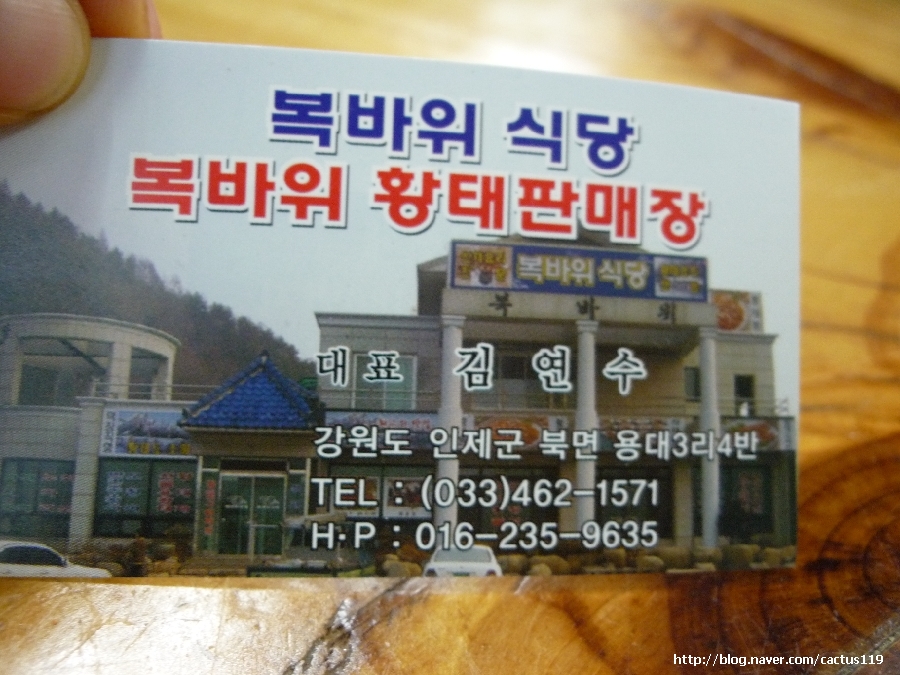 복바위 식당
복바위 황태판매장
복바위식당
복 바 위
대표 김연수
강원도 인제군 북면 용대3리4반
TEL : (033)462-1571
H·P : 016-235-9635
http://blog.naver.com/cactus119